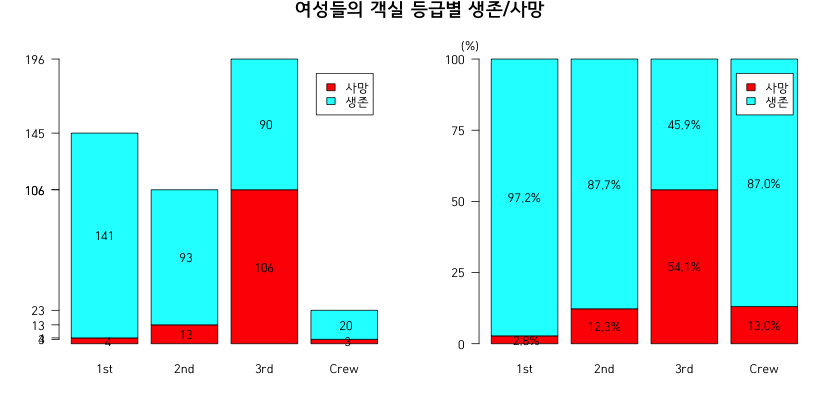 여성들의 객실 등급별 생존/사망
196
145
106
23
13
4
3
141
93
90
106
20
4
13
3
사망
생존
1st
2nd
3rd
Crew
(%)
100
75
50
25
0
97.2%
87.7%
45.9%
87.0%
2.8%
12.3%
54.1%
13.0%
사망
생존
1st
2nd
3rd
Crew